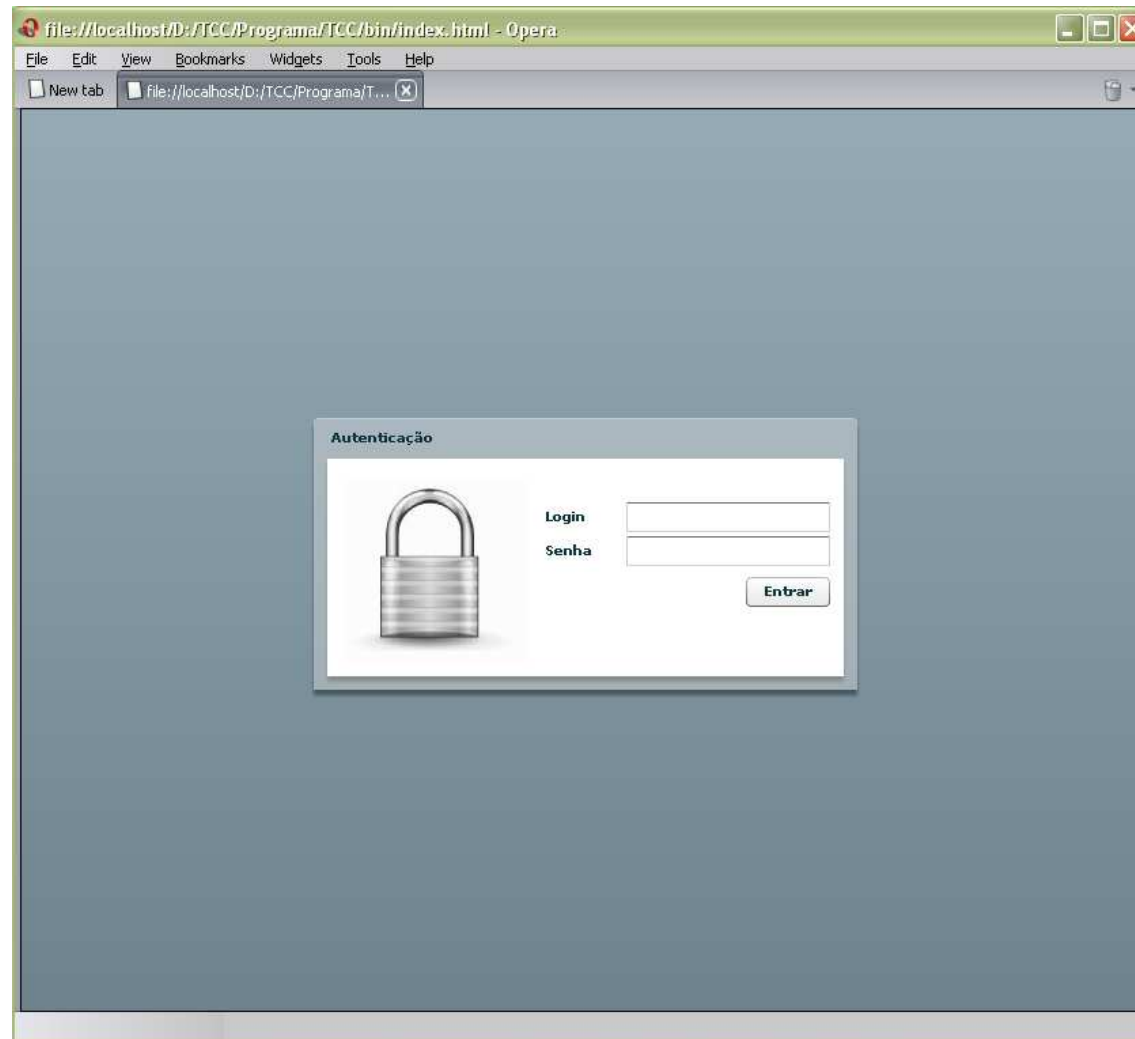 file://localhost/D:/TCC/Programa/TCC/bin/index.html - Opera
File Edit View Bookmarks Widgets Tools Help
New tab file://localhost/D:/TCC/Programa/T...
Autenticação
Login
Senha
Entrar